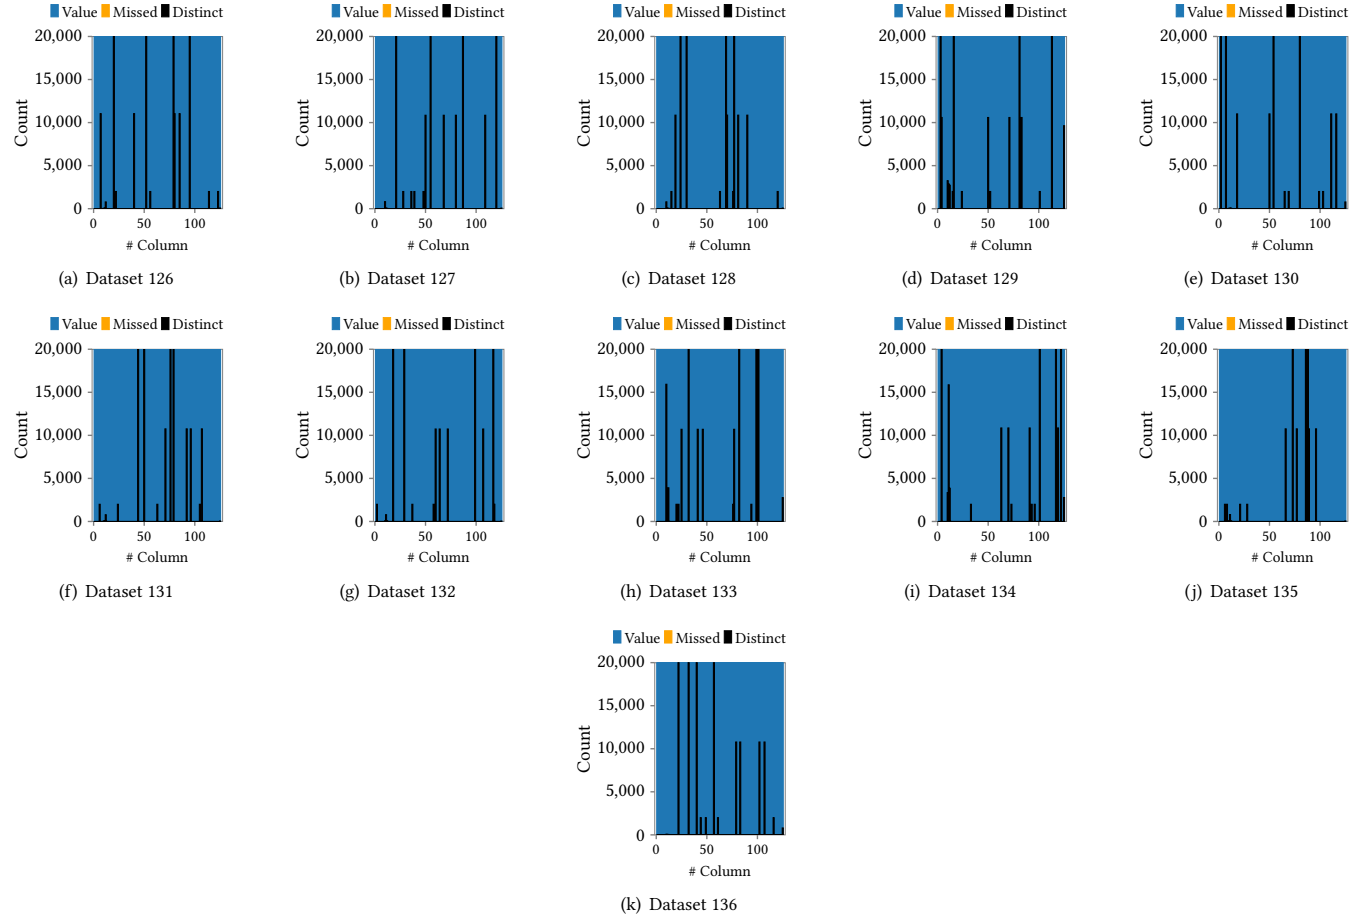 Value Missed Distinct Value Missed Distinct Value Missed Distinct Value Missed Distinct Value Missed Distinct
20,000 20,000 20,000 20,000 20,000
15,000 15,000 15,000 15,000 15,000
10,000 10,000 10,000 10,000 10,000
5,000 5,000 5,000 5,000 5,000
0 0 0 0 0
Count Count Count Count Count
0 50 100 0 50 100 0 50 100 0 50 100 0 50 100
# Column # Column # Column # Column # Column
(a) Dataset 126 (b) Dataset 127 (c) Dataset 128 (d) Dataset 129 (e) Dataset 130
Value Missed Distinct Value Missed Distinct Value Missed Distinct Value Missed Distinct Value Missed Distinct
20,000 20,000 20,000 20,000 20,000
15,000 15,000 15,000 15,000 15,000
10,000 10,000 10,000 10,000 10,000
5,000 5,000 5,000 5,000 5,000
0 0 0 0 0
Count Count Count Count Count
0 50 100 0 50 100 0 50 100 0 50 100 0 50 100
# Column # Column # Column # Column # Column
(f) Dataset 131 (g) Dataset 132 (h) Dataset 133 (i) Dataset 134 (j) Dataset 135
Value Missed Distinct
20,000
15,000
10,000
5,000
0
Count
0 50 100
# Column
(k) Dataset 136